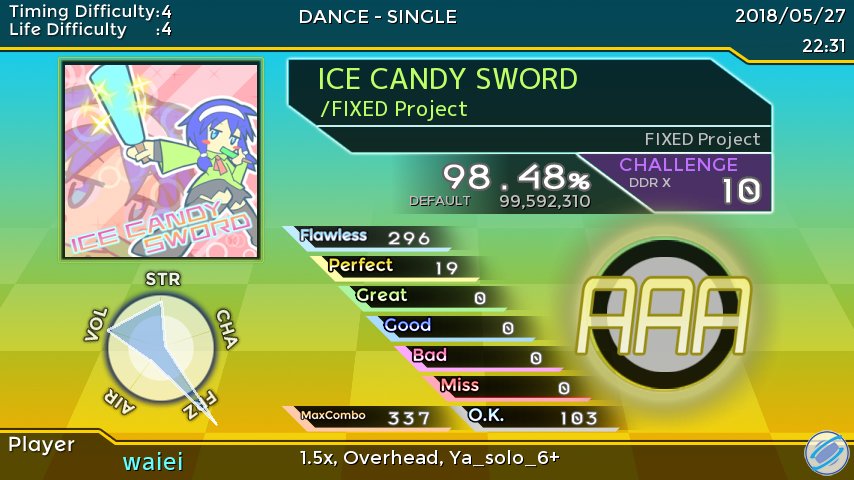 Timing Difficulty:4
Life Difficulty :4
DANCE - SINGLE
2018/05/27
22:31
ICE CANDY SWORD
/FIXED Project
FIXED Project
98.48%
DEFAULT 99,592,310
CHALLENGE
DDR X
10
ICE CANDY
SWORD
Flawless 296
Perfect 19
Great 0
Good 0
Bad 0
Miss 0
MaxCombo 337
O.K. 103
AAA
STR
CHA
FZN
AIR
VOL
Player
waiei
1.5x, Overhead, Ya_solo_6+